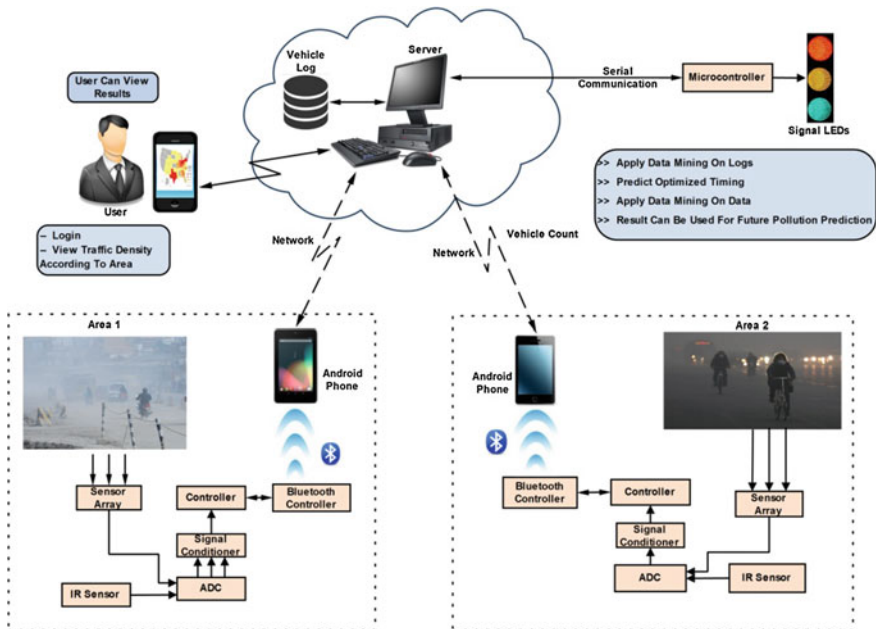 Vehicle
Log
Server
Serial
Communication
Microcontroller
Signal LEDs
User Can View
Results
User
– Login
– View Traffic Density
According To Area
>> Apply Data Mining On Logs
>> Predict Optimized Timing
>> Apply Data Mining On Data
>> Result Can Be Used For Future Pollution Prediction
Network
Network
Vehicle Count
Area 1
Android
Phone
Sensor
Array
Controller
Bluetooth
Controller
Signal
Conditioner
IR Sensor
ADC
Area 2
Android
Phone
Bluetooth
Controller
Controller
Sensor
Array
Signal
Conditioner
ADC
IR Sensor